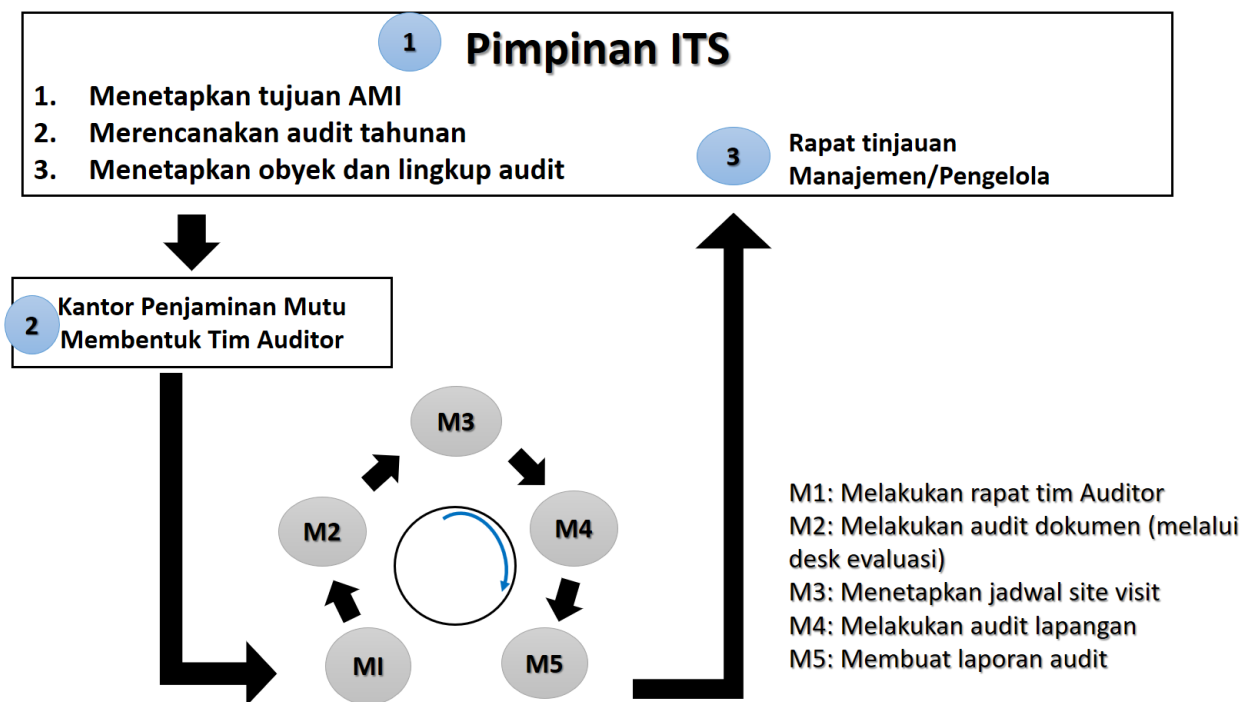 1 Pimpinan ITS
1. Menetapkan tujuan AMI
2. Merencanakan audit tahunan
3. Menetapkan obyek dan lingkup audit
3 Rapat tinjauan
Manajemen/Pengelola
2 Kantor Penjaminan Mutu
Membentuk Tim Auditor
M3
M2
M4
MI
M5
M1: Melakukan rapat tim Auditor
M2: Melakukan audit dokumen (melalui
desk evaluasi)
M3: Menetapkan jadwal site visit
M4: Melakukan audit lapangan
M5: Membuat laporan audit